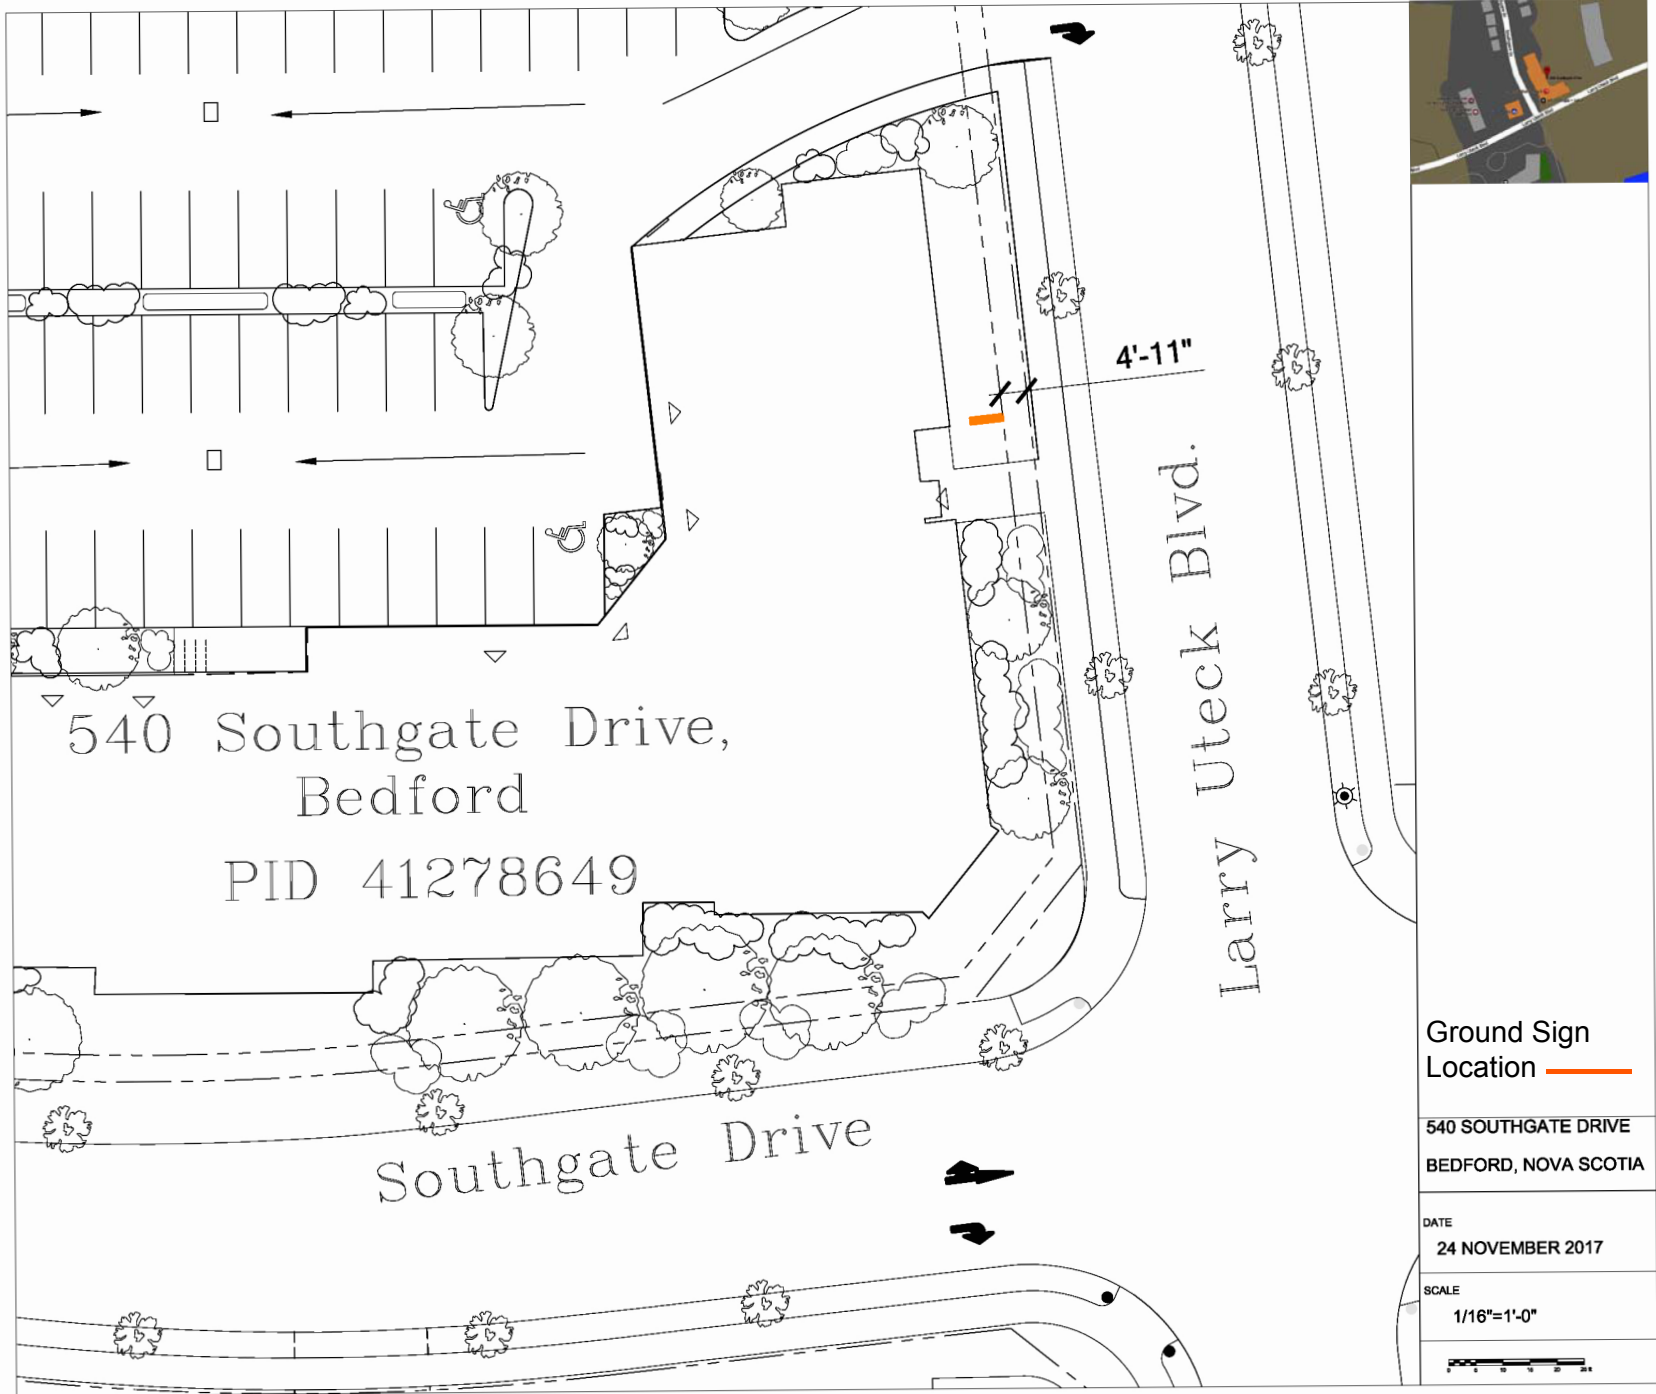 4'-11"
Larry Uteck Blvd.
540 Southgate Drive,
Bedford
PID 41278649
Southgate Drive
Ground Sign
Location
540 SOUTHGATE DRIVE
BEDFORD, NOVA SCOTIA
DATE
24 NOVEMBER 2017
SCALE
1/16"=1'-0"